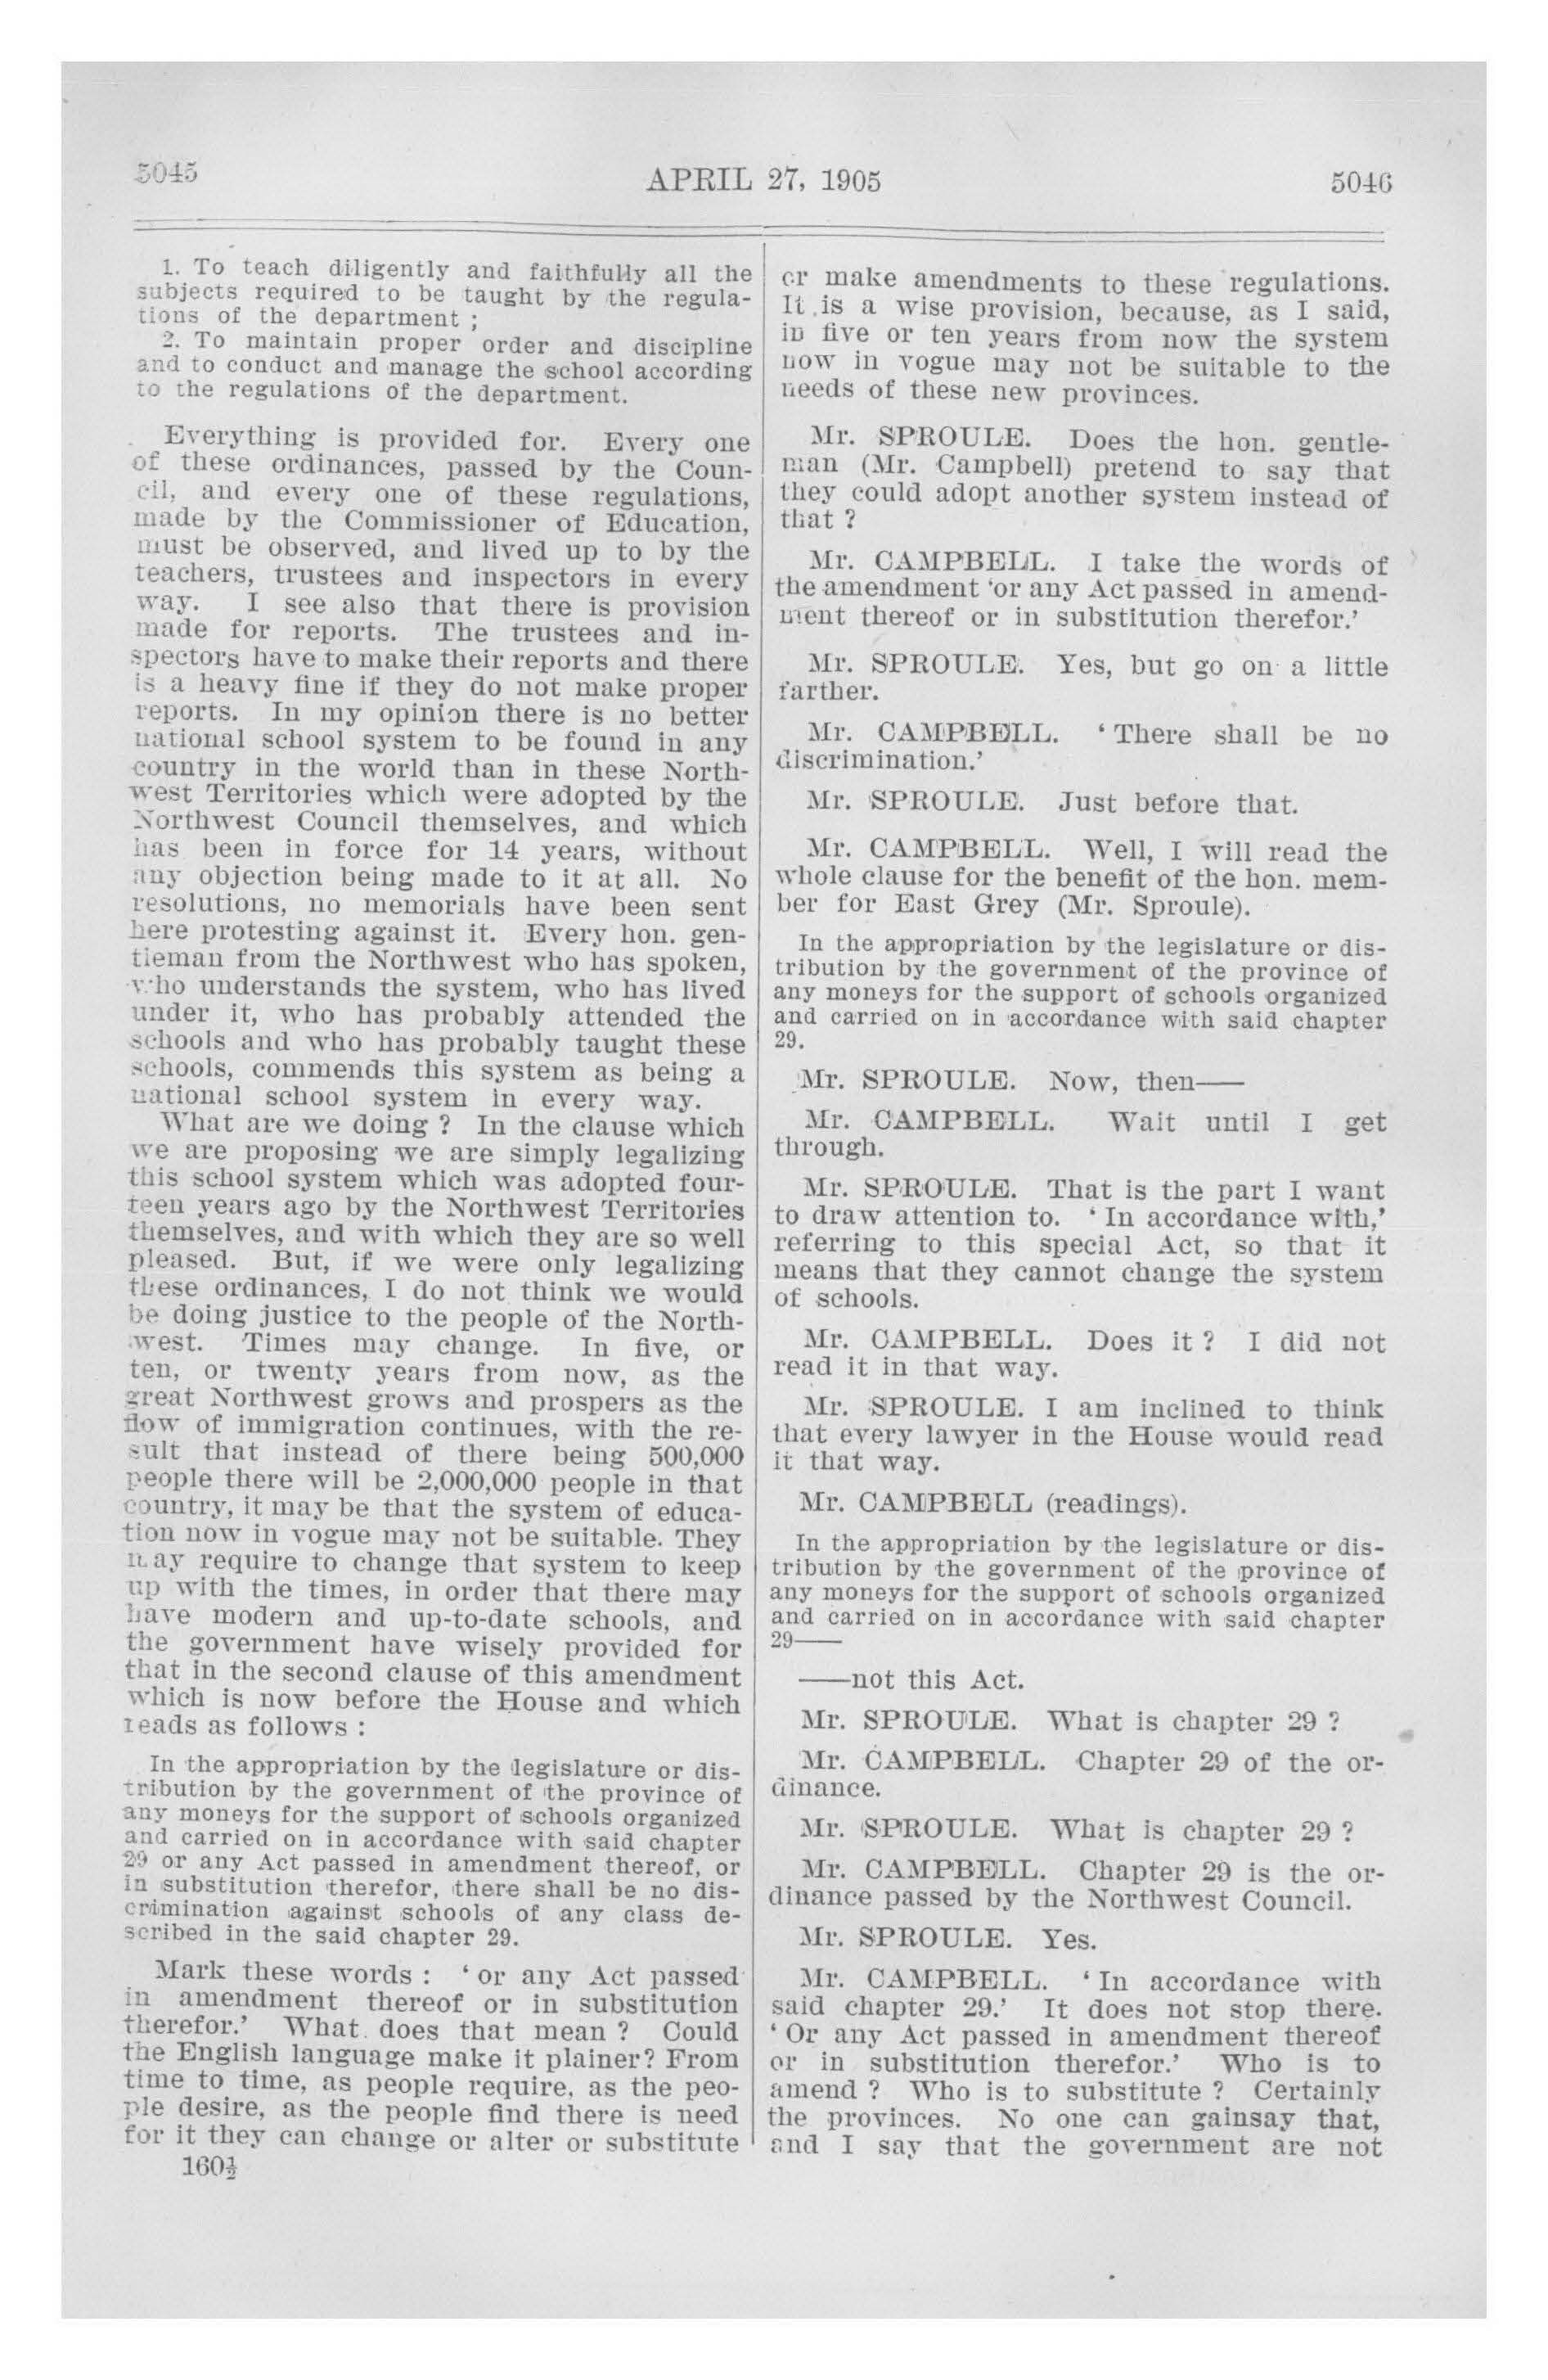 5045
APRIL 27, 1905
5046
1. To teach diligently and faithfully all the
subjects required to be taught by the regula-
tions of the department ;
2. To maintain proper order and discipline
and to conduct and manage the school according
to the regulations of the department.
Everything is provided for. Every one
of these ordinances, passed by the Coun-
cil, and every one of these regulations,
made by the Commissioner of Education,
must be observed, and lived up to by the
teachers, trustees and inspectors in every
way. I see also that there is provision
made for reports. The trustees and in-
spectors have to make their reports and there
is a heavy fine if they do not make proper
reports. In my opinion there is no better
national school system to be found in any
country in the world than in these North-
west Territories which were adopted by the
Northwest Council themselves, and which
has been in force for 14 years, without
any objection being made to it at all. No
resolutions, no memorials have been sent
here protesting against it. Every hon. gen-
tleman from the Northwest who has spoken,
who understands the system, who has lived
under it, who has probably attended the
schools and who has probably taught these
schools, commends this system as being a
national school system in every way.
What are we doing ? In the clause which
we are proposing we are simply legalizing
this school system which was adopted four-
teen years ago by the Northwest Territories
themselves, and with which they are so well
pleased. But, if we were only legalizing
these ordinances, I do not think we would
be doing justice to the people of the North-
west. Times may change. In five, or
ten, or twenty years from now, as the
great Northwest grows and prospers as the
flow of immigration continues, with the re-
sult that instead of there being 500,000
people there will be 2,000,000 people in that
country, it may be that the system of educa-
tion now in vogue may not be suitable. They
may require to change that system to keep
up with the times, in order that there may
have modern and up-to-date schools, and
the government have wisely provided for
that in the second clause of this amendment
which is now before the House and which
reads as follows :
In the appropriation by the legislature or dis-
tribution by the government of the province of
any moneys for the support of schools organized
and carried on in accordance with said chapter
29 or any Act passed in amendment thereof, or
in substitution therefor, there shall be no dis-
crimination against schools of any class de-
scribed in the said chapter 29.
Mark these words : ‘ or any Act passed
in amendment thereof or in substitution
therefor.’ What does that mean ? Could
the English language make it plainer? From
time to time, as people require, as the peo-
ple desire, as the people find there is need
for it they can change or alter or substitute
160½
or make amendments to these regulations.
It is a wise provision, because, as I said,
in five or ten years from now the system
now in vogue may not be suitable to the
needs of these new provinces.
Mr. SPROULE. Does the hon. gentle-
man (Mr. Campbell) pretend to say that
they could adopt another system instead of
that ?
Mr. CAMPBELL. I take the words of
the amendment ‘or any Act passed in amend-
ment thereof or in substitution therefor.’
Mr. SPROULE. Yes, but go on a little
farther.
Mr. CAMPBELL. ‘ There shall be no
discrimination.’
Mr. SPROULE. Just before that.
Mr. CAMPBELL. Well, I will read the
whole clause for the benefit of the hon. mem-
ber for East Grey (Mr. Sproule).
In the appropriation by the legislature or dis-
tribution by the government of the province of
any moneys for the support of schools organized
and carried on in accordance with said chapter
29.
Mr. SPROULE. Now, then——
Mr. CAMPBELL. Wait until I get
through.
Mr. SPROULE. That is the part I want
to draw attention to. ‘ In accordance with,’
referring to this special Act, so that it
means that they cannot change the system
of schools.
Mr. CAMPBELL. Does it ? I did not
read it in that way.
Mr. SPROULE. I am inclined to think
that every lawyer in the House would read
it that way.
Mr. CAMPBELL (readings).
In the appropriation by the legislature or dis-
tribution by the government of the province of
any moneys for the support of schools organized
and carried on in accordance with said chapter
29——
——not this Act.
Mr. SPROULE. What is chapter 29 ?
Mr. CAMPBELL. Chapter 29 of the or-
dinance.
Mr. SPROULE. What is chapter 29 ?
Mr. CAMPBELL. Chapter 29 is the or-
dinance passed by the Northwest Council.
Mr. SPROULE. Yes.
Mr. CAMPBELL. ‘ In accordance with
said chapter 29.’ It does not stop there.
‘ Or any Act passed in amendment thereof
or in substitution therefor.’ Who is to
amend ? Who is to substitute ? Certainly
the provinces. No one can gainsay that,
and I say that the government are not